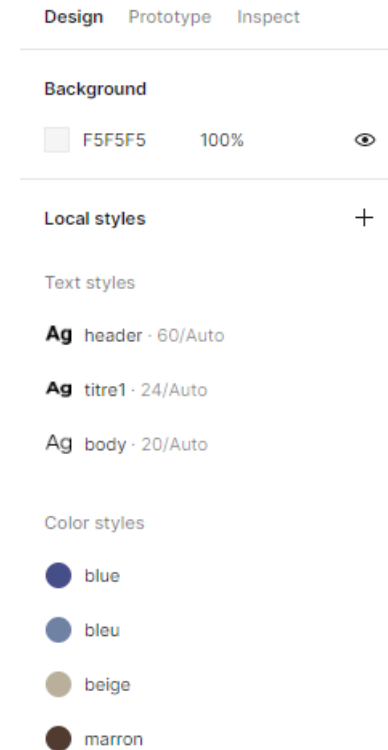 Design Prototype Inspect
Background
F5F5F5 100%
Local styles
Text styles
Ag header · 60/Auto
Ag titre1 · 24/Auto
Ag body · 20/Auto
Color styles
blue
bleu
beige
marron